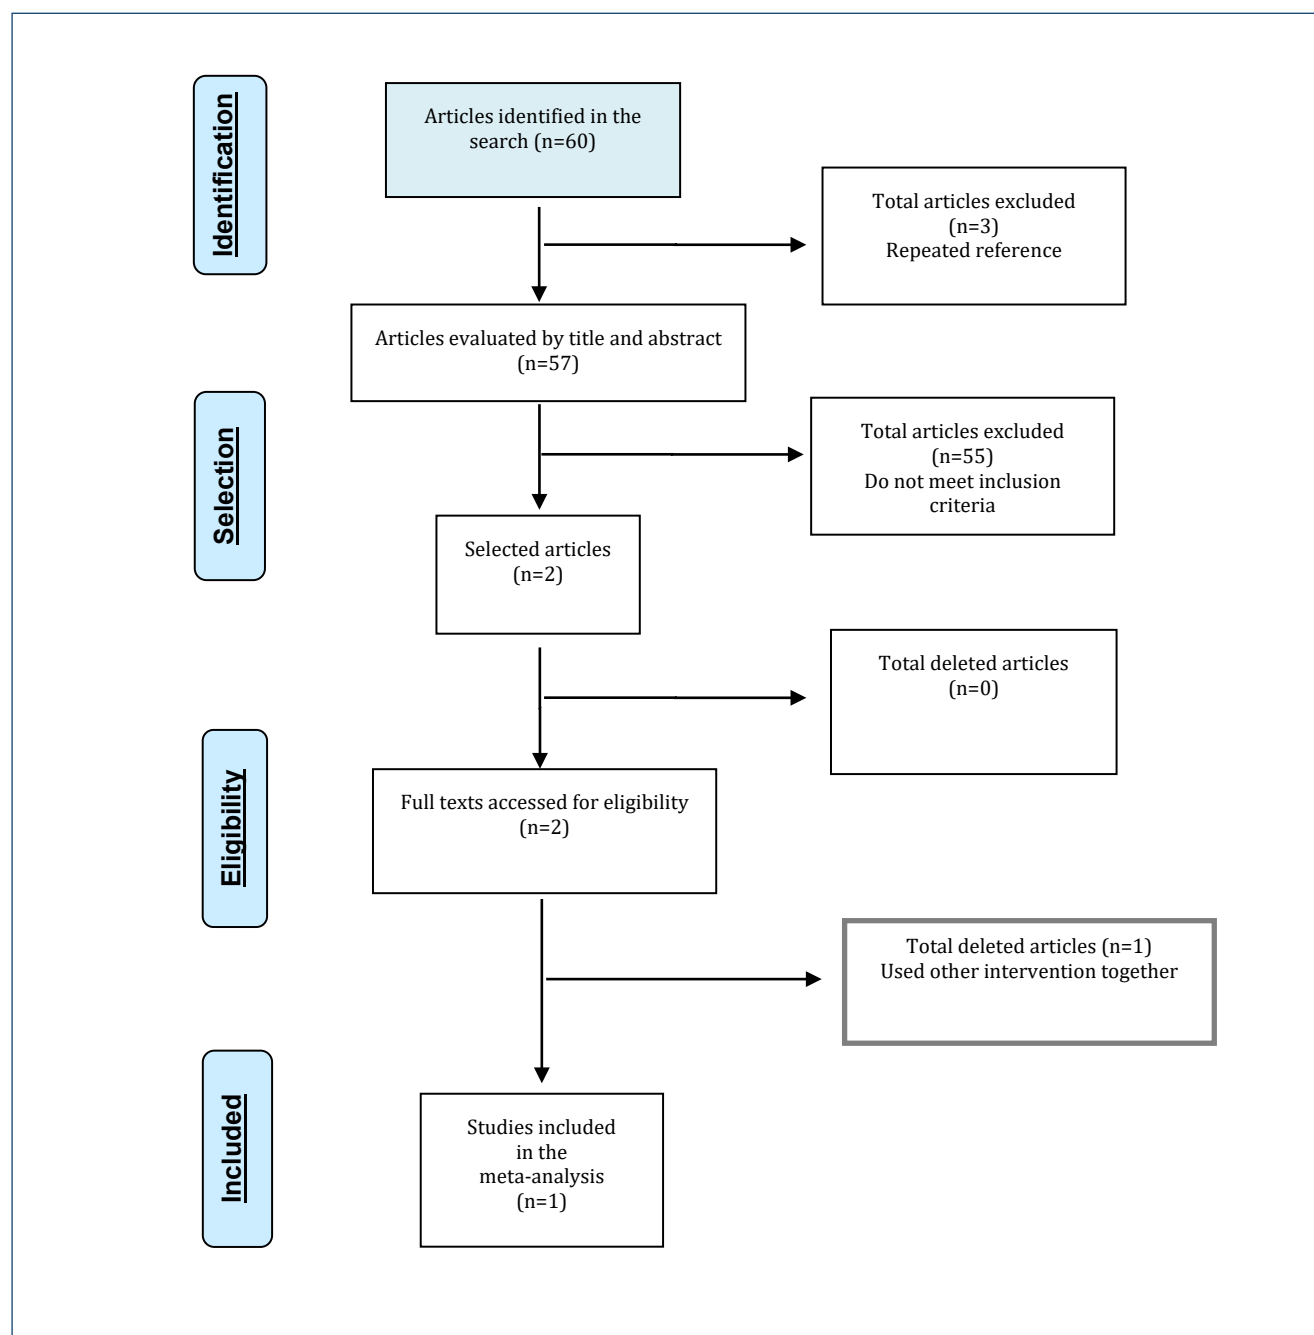 Identification
Articles identified in the
search (n=60)
Total articles excluded
(n=3)
Repeated reference
Articles evaluated by title and abstract
(n=57)
Selection
Total articles excluded
(n=55)
Do not meet inclusion
criteria
Selected articles
(n=2)
Total deleted articles
(n=0)
Eligibility
Full texts accessed for eligibility
(n=2)
Total deleted articles (n=1)
Used other intervention together
Included
Studies included
in the
meta-analysis
(n=1)